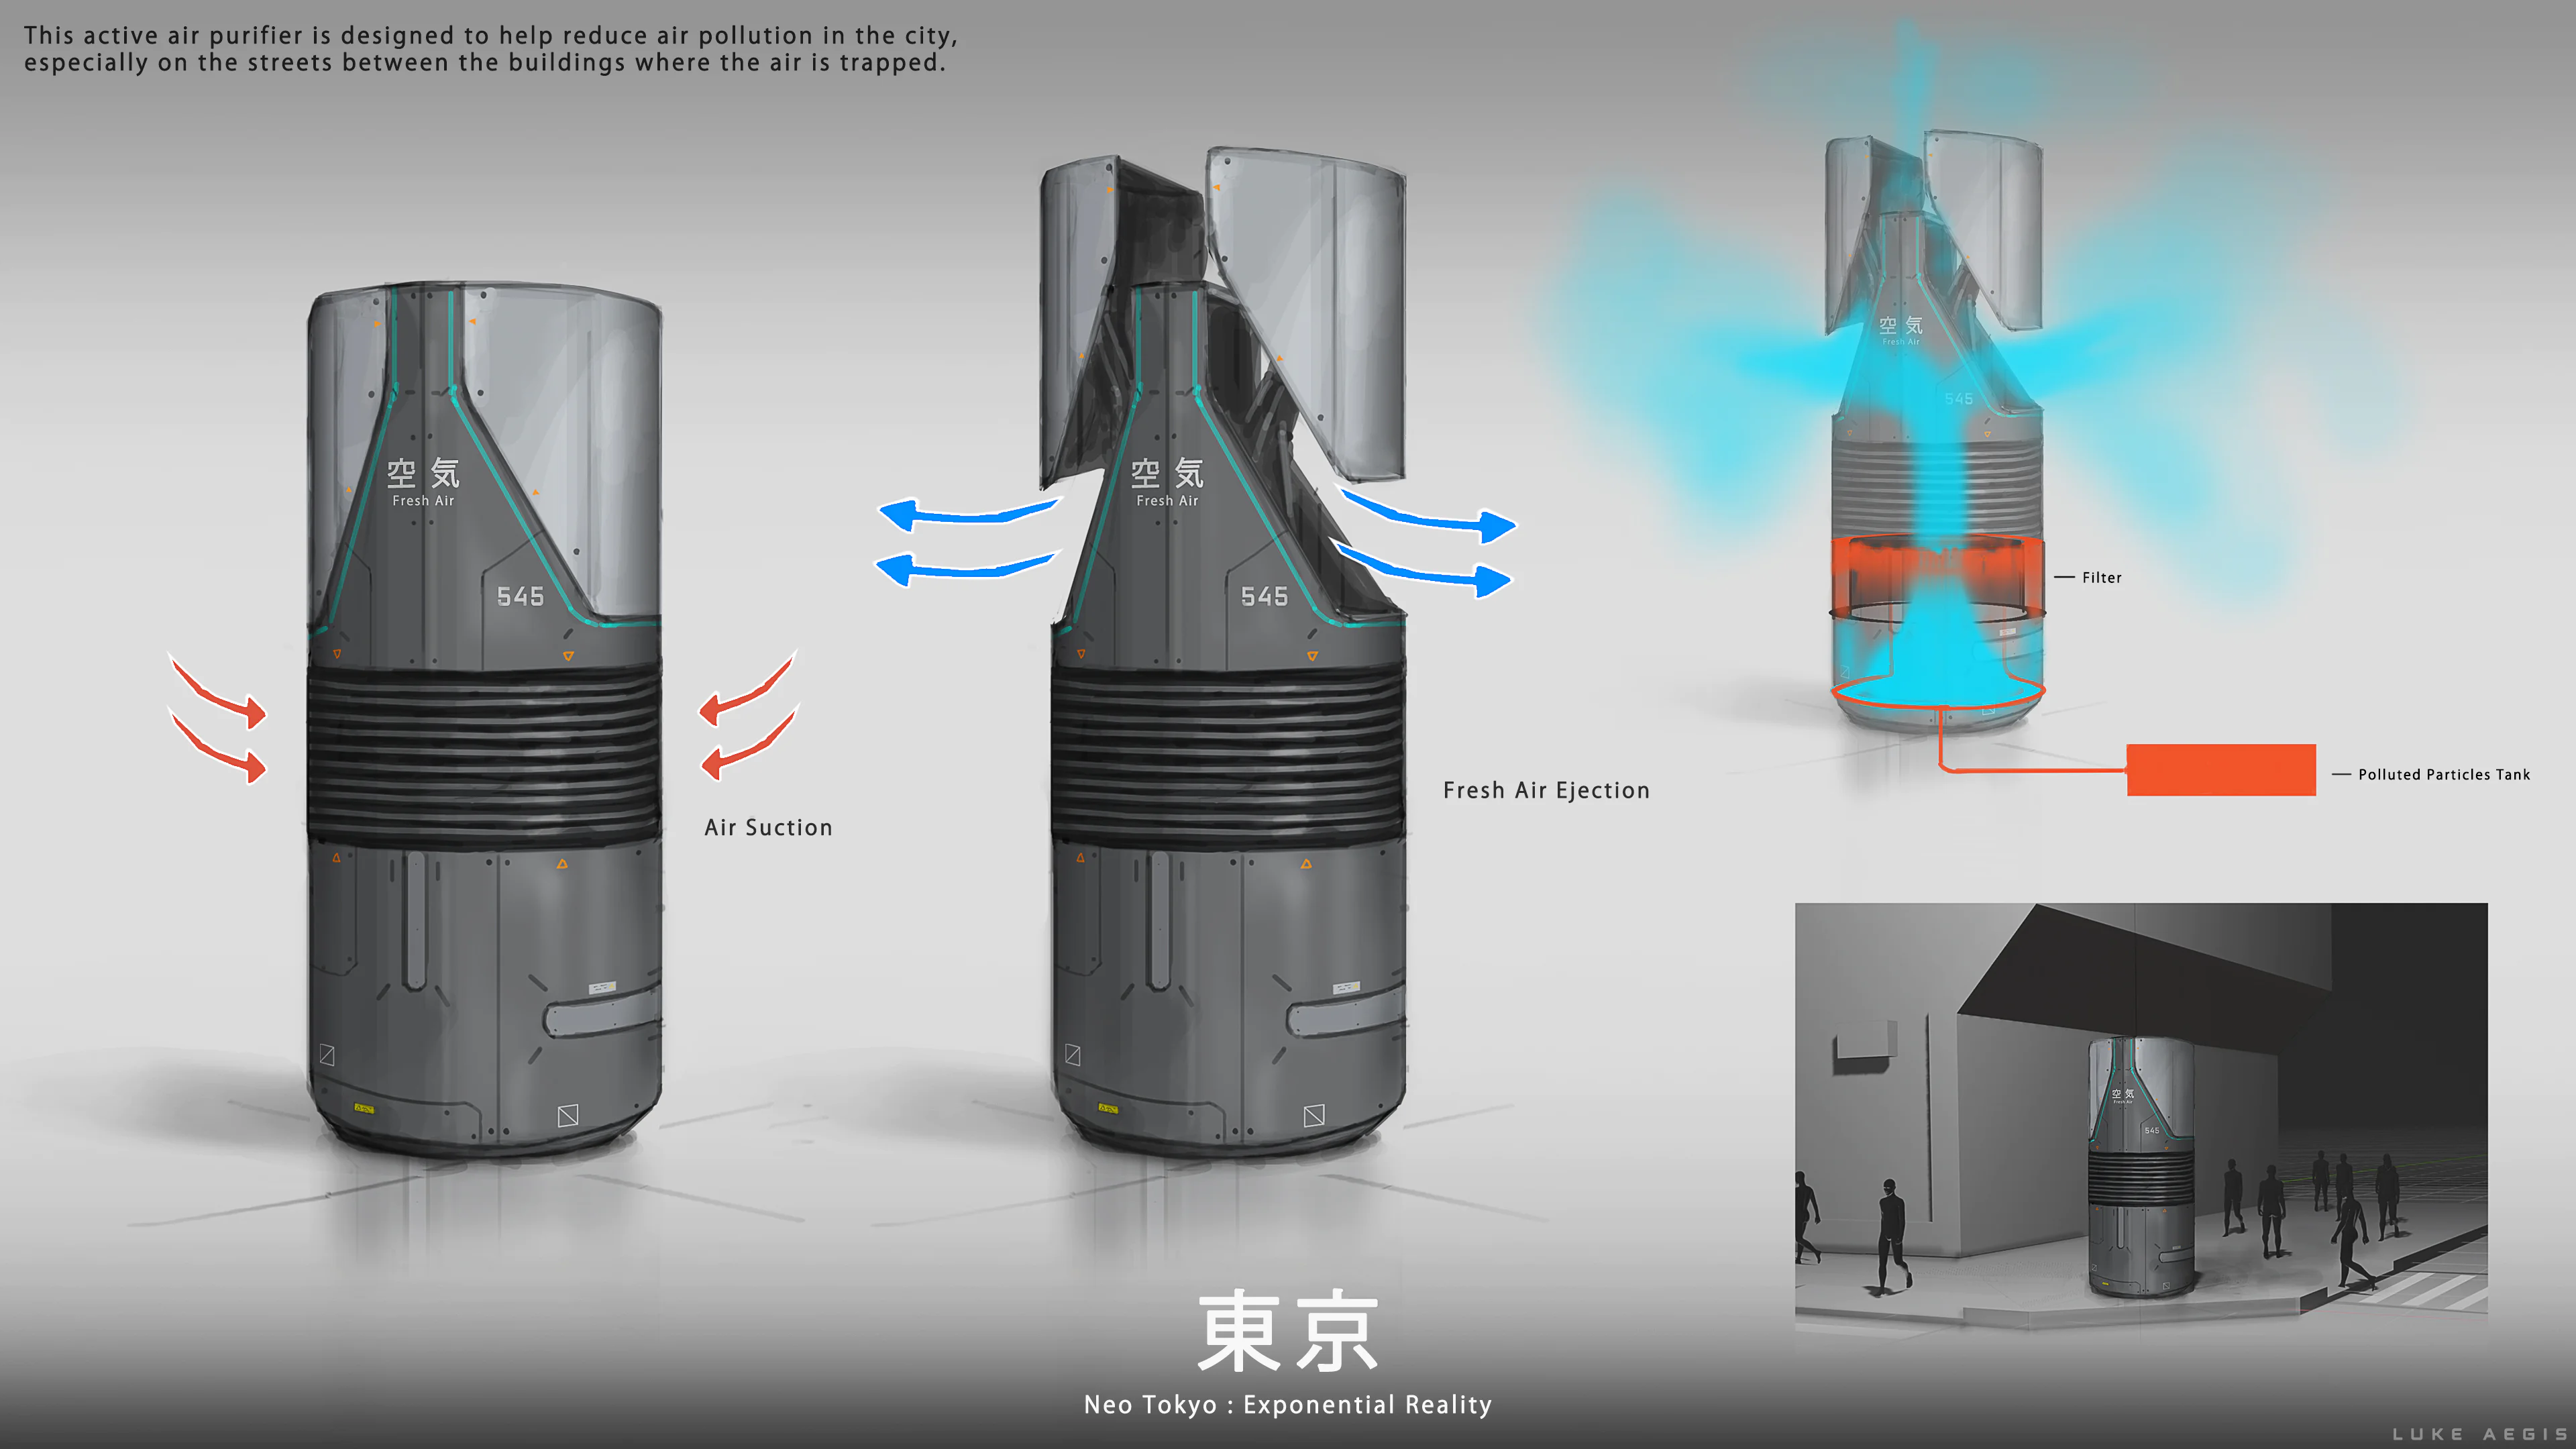 This active air purifier is designed to help reduce air pollution in the city,
especially on the streets between the buildings where the air is trapped.
空気
Fresh Air
545
Air Suction
空気
Fresh Air
545
Fresh Air Ejection
空気
Fresh Air
545
Filter
Polluted Particles Tank
空気
Fresh Air
545
東京
Neo Tokyo : Exponential Reality
LUKE AEGIS